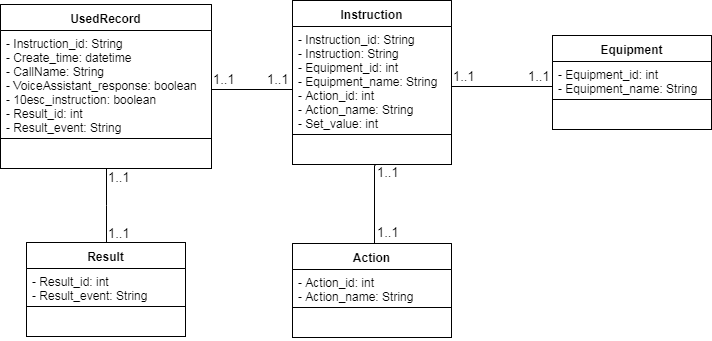 UsedRecord
- Instruction_id: String
- Create_time: datetime
- CallName: String
- VoiceAssistant_response: boolean
- 10esc_instruction: boolean
- Result_id: int
- Result_event: String
1..1
1..1
Instruction
- Instruction_id: String
- Instruction: String
- Equipment_id: int
- Equipment_name: String
- Action_id: int
- Action_name: String
- Set_value: int
1..1
1..1
Equipment
- Equipment_id: int
- Equipment_name: String
1..1
1..1
Result
- Result_id: int
- Result_event: String
1..1
1..1
Action
- Action_id: int
- Action_name: String